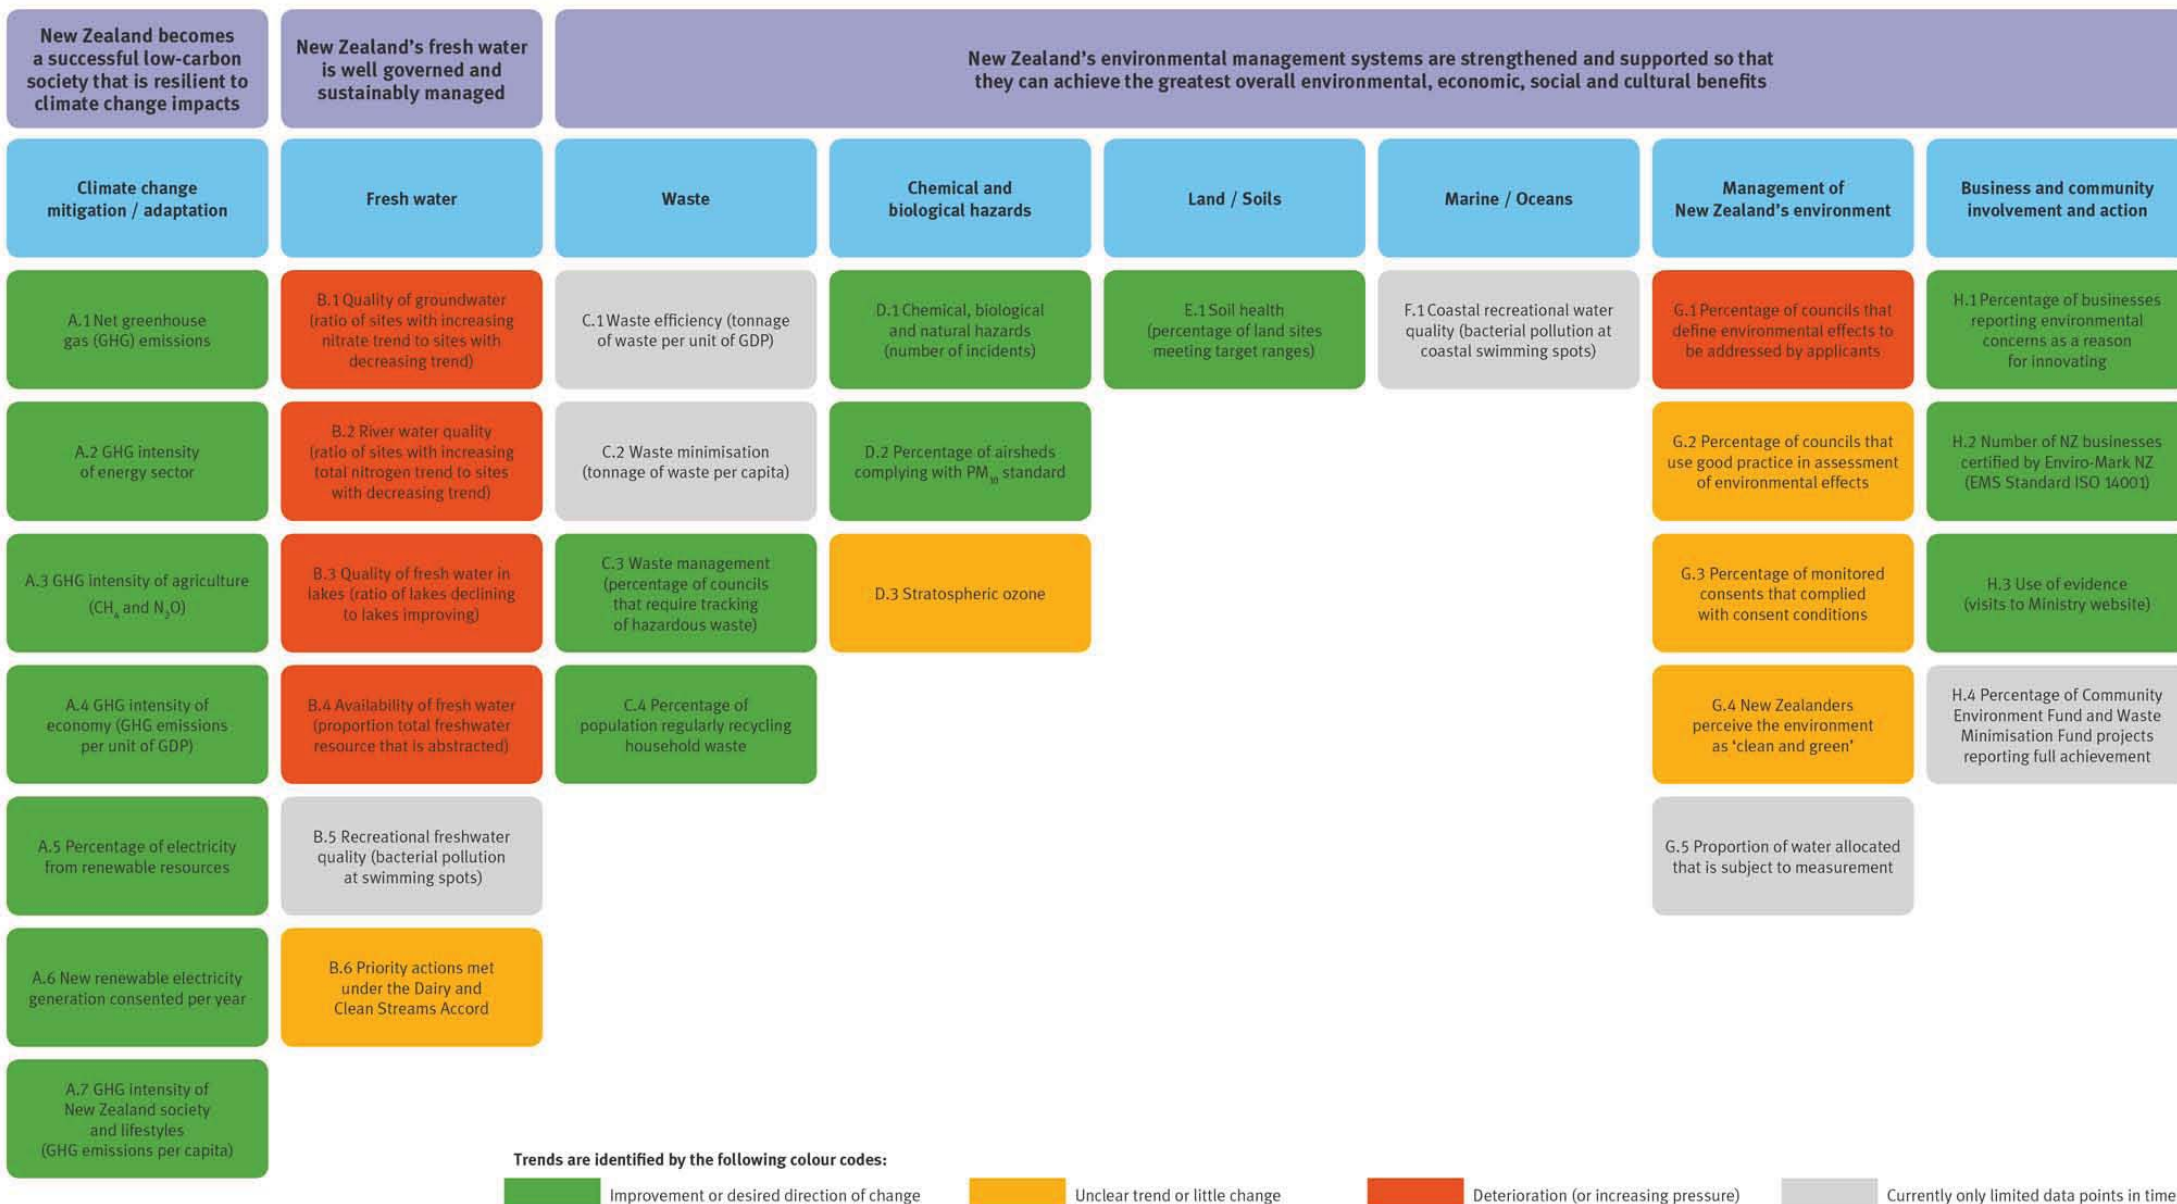 New Zealand becomes
a successful low-carbon
society that is resilient to
climate change impacts
New Zealand's fresh water
is well governed and
sustainably managed
New Zealand's environmental management systems are strengthened and supported so that
they can achieve the greatest overall environmental, economic, social and cultural benefits
Climate change
mitigation / adaptation
Fresh water
Waste
Chemical and
biological hazards
Land / Soils
Marine / Oceans
Management of
New Zealand's environment
Business and community
involvement and action
A.1 Net greenhouse
gas (GHG) emissions
B.1 Quality of groundwater
(ratio of sites with increasing
nitrate trend to sites with
decreasing trend)
C.1 Waste efficiency (tonnage
of waste per unit of GDP)
D.1 Chemical, biological
and natural hazards
(number of incidents)
E.1 Soil health
(percentage of land sites
meeting target ranges)
F.1 Coastal recreational water
quality (bacterial pollution at
coastal swimming spots)
G.1 Percentage of councils that
define environmental effects to
be addressed by applicants
H.1 Percentage of businesses
reporting environmental
concerns as a reason
for innovating
A.2 GHG intensity
of energy sector
B.2 River water quality
(ratio of sites with increasing
total nitrogen trend to sites
with decreasing trend)
C.2 Waste minimisation
(tonnage of waste per capita)
D.2 Percentage of airsheds
complying with PM₁₀ standard
G.2 Percentage of councils that
use good practice in assessment
of environmental effects
H.2 Number of NZ businesses
certified by Enviro-Mark NZ
(EMS Standard ISO 14001)
A.3 GHG intensity of agriculture
(CH₄ and N₂O)
B.3 Quality of fresh water in
lakes (ratio of lakes declining
to lakes improving)
C.3 Waste management
(percentage of councils
that require tracking
of hazardous waste)
D.3 Stratospheric ozone
G.3 Percentage of monitored
consents that complied
with consent conditions
H.3 Use of evidence
(visits to Ministry website)
A.4 GHG intensity of
economy (GHG emissions
per unit of GDP)
B.4 Availability of fresh water
(proportion total freshwater
resource that is abstracted)
C.4 Percentage of
population regularly recycling
household waste
G.4 New Zealanders
perceive the environment
as 'clean and green'
H.4 Percentage of Community
Environment Fund and Waste
Minimisation Fund projects
reporting full achievement
A.5 Percentage of electricity
from renewable resources
B.5 Recreational freshwater
quality (bacterial pollution
at swimming spots)
G.5 Proportion of water allocated
that is subject to measurement
A.6 New renewable electricity
generation consented per year
B.6 Priority actions met
under the Dairy and
Clean Streams Accord
A.7 GHG intensity of
New Zealand society
and lifestyles
(GHG emissions per capita)
Trends are identified by the following colour codes:
Improvement or desired direction of change
Unclear trend or little change
Deterioration (or increasing pressure)
Currently only limited data points in time